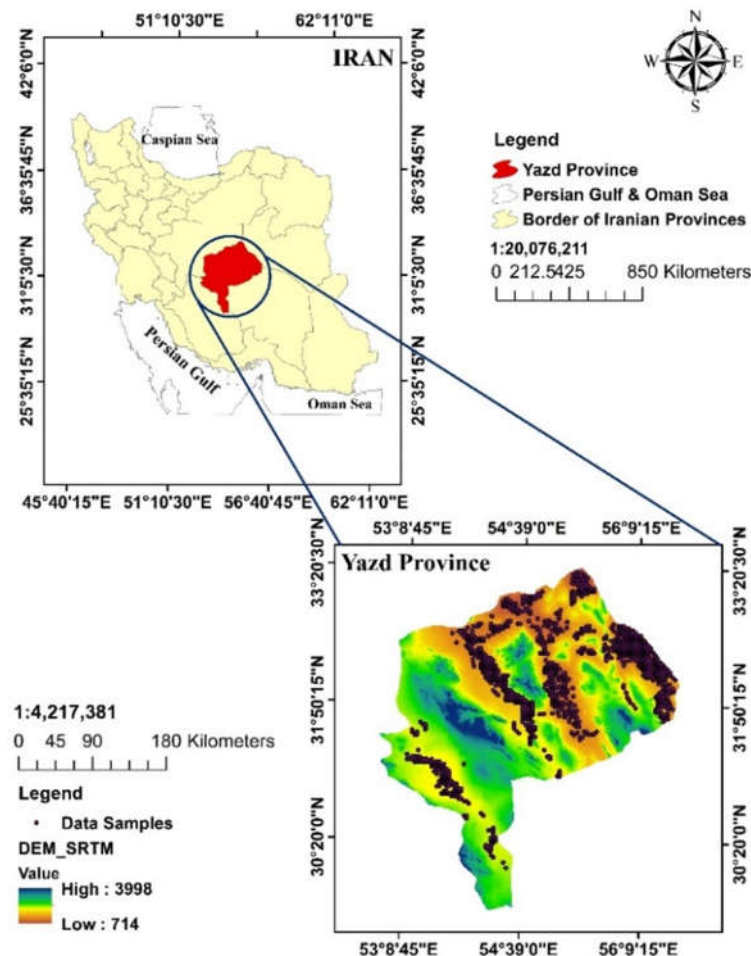 51°10'30"E 62°11'0"E
IRAN
42°6'0"N
36°35'45"N
31°5'30"N
25°35'15"N
42°6'0"N
36°35'45"N
31°5'30"N
25°35'15"N
Caspian Sea
Persian Gulf
Oman Sea
45°40'15"E 51°10'30"E 56°40'45"E 62°11'0"E
N
W E
S
Legend
Yazd Province
Persian Gulf & Oman Sea
Border of Iranian Provinces
1:20,076,211
0 212.5425 850 Kilometers
53°8'45"E 54°39'0"E 56°9'15"E
Yazd Province
33°20'30"N
31°50'15"N
30°20'0"N
33°20'30"N
31°50'15"N
30°20'0"N
53°8'45"E 54°39'0"E 56°9'15"E
1:4,217,381
0 45 90 180 Kilometers
Legend
Data Samples
DEM_SRTM
Value
High : 3998
Low : 714